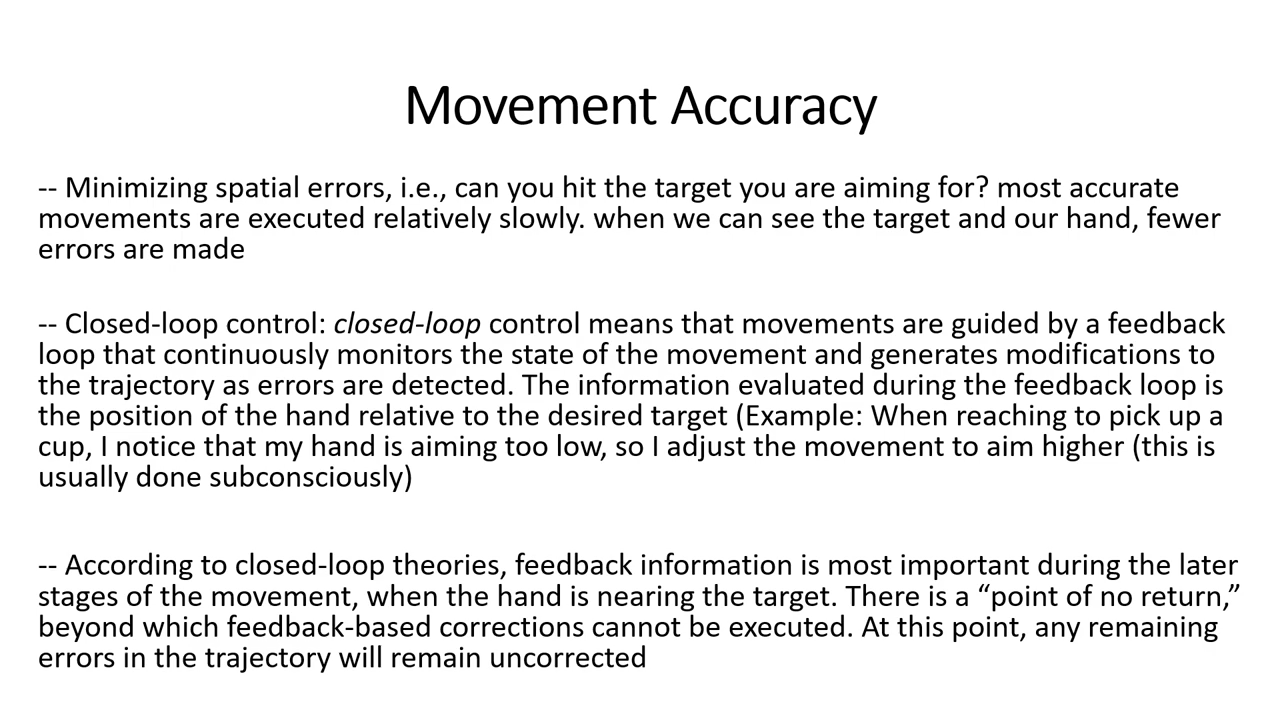 Movement Accuracy
-- Minimizing spatial errors, i.e., can you hit the target you are aiming for? most accurate
movements are executed relatively slowly. when we can see the target and our hand, fewer
errors are made
-- Closed-loop control: closed-loop control means that movements are guided by a feedback
loop that continuously monitors the state of the movement and generates modifications to
the trajectory as errors are detected. The information evaluated during the feedback loop is
the position of the hand relative to the desired target (Example: When reaching to pick up a
cup, I notice that my hand is aiming too low, so I adjust the movement to aim higher (this is
usually done subconsciously)
-- According to closed-loop theories, feedback information is most important during the later
stages of the movement, when the hand is nearing the target. There is a “point of no return,”
beyond which feedback-based corrections cannot be executed. At this point, any remaining
errors in the trajectory will remain uncorrected